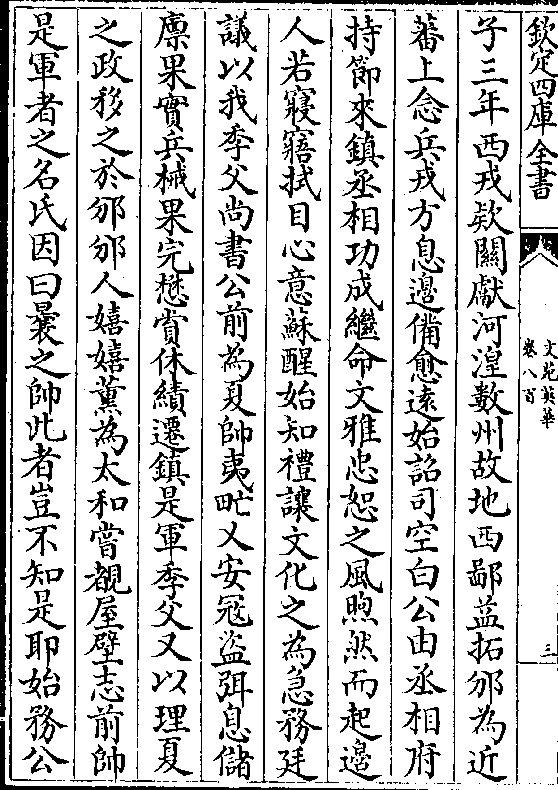 欽定四庫全書
文苑英華
卷八百
三
子三年西戎欵關獻河湟數州故地西鄙益拓邠為近
蕃上念兵戎方息邊備愈遠始詔司空白公由丞相府
持節來鎮丞相功成繼命文雅忠恕之風煦然而起邊
人若寢寤拭目心意蘇醒始知禮讓文化之為急務廷
議以我季父尚書公前為夏帥夷甿乂安冦盜弭息儲
廪果實兵械果完懋賞休績遷鎮是軍季父又以理夏
之政移之於邠邠人嬉嬉薰為太和嘗覩屋壁志前帥
是軍者之名氏因曰曩之帥此者豈不知是耶始務公